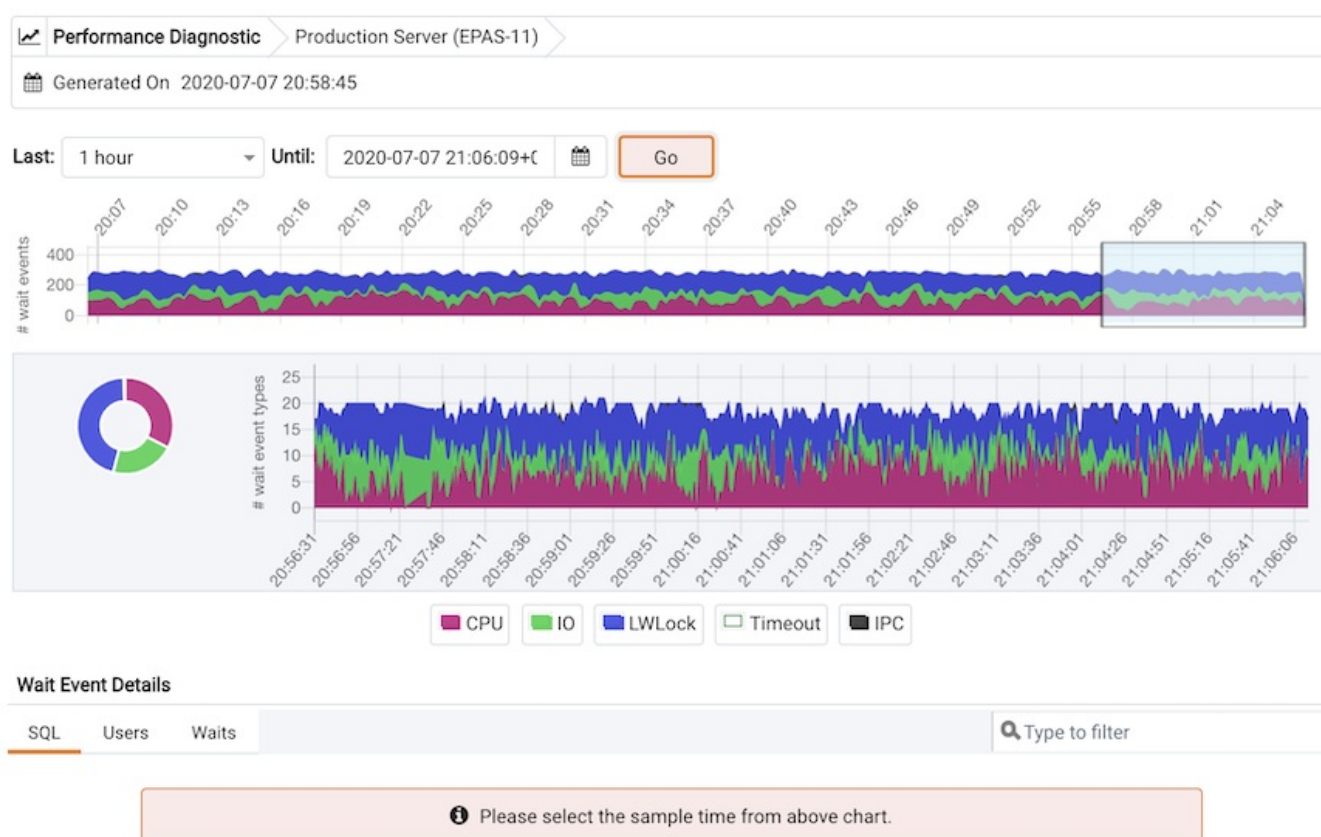 Performance Diagnostic Production Server (EPAS-11)
Generated On 2020-07-07 20:58:45
Last: 1 hour Until: 2020-07-07 21:06:09+0 Go
20:07 20:10 20:13 20:16 20:19 20:22 20:25 20:28 20:31 20:34 20:37 20:40 20:43 20:46 20:49 20:52 20:55 20:58 21:01 21:04
# wait events
400
200
0
# wait event types
25
20
15
10
5
0
20:56:31 20:56:56 20:57:21 20:57:46 20:58:11 20:58:36 20:59:01 20:59:26 20:59:51 21:00:16 21:00:41 21:01:06 21:01:31 21:01:56 21:02:21 21:02:46 21:03:11 21:03:36 21:04:01 21:04:26 21:04:51 21:05:16 21:05:41 21:06:06
CPU IO LWLock Timeout IPC
Wait Event Details
SQL Users Waits Type to filter
Please select the sample time from above chart.